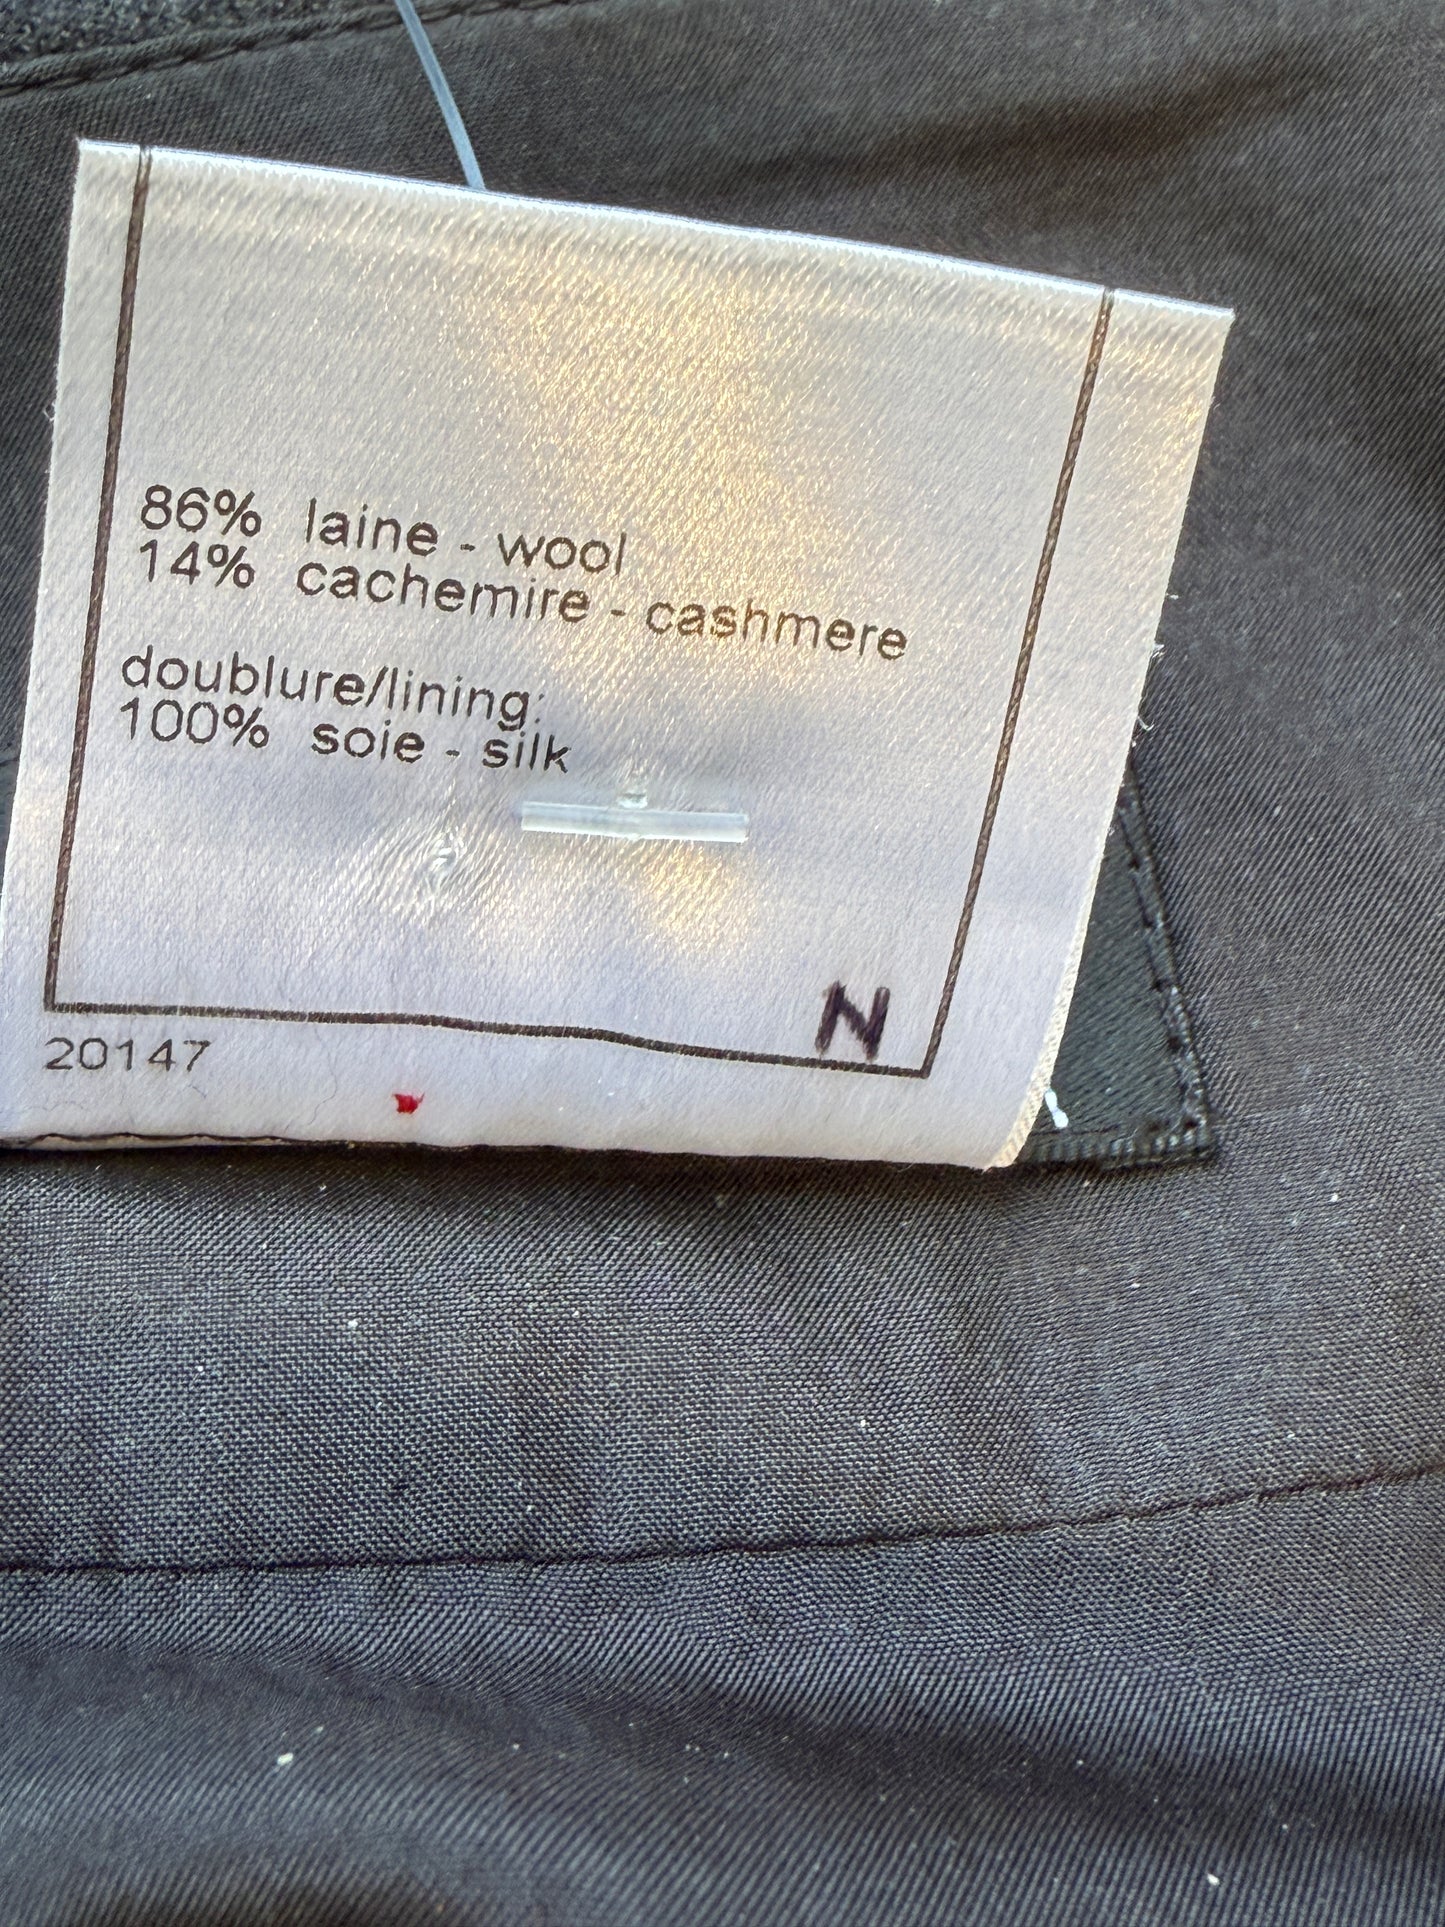 86% laine - wool
14% cachemire - cashmere
doublure/lining:
100% soie - silk
N
20147